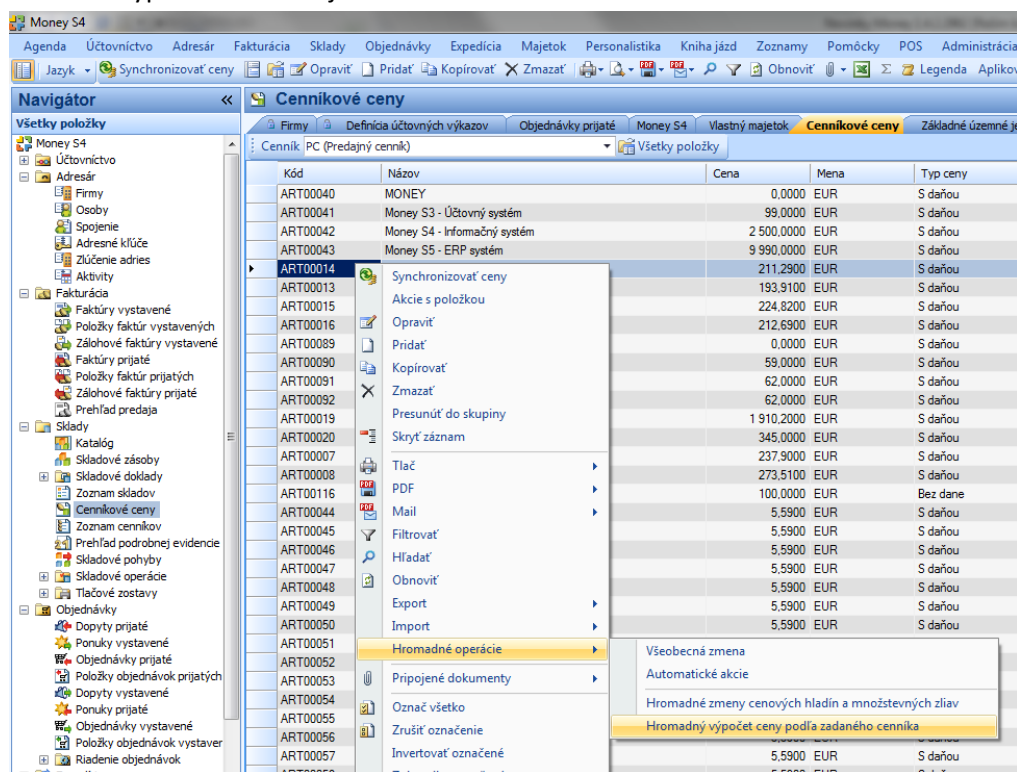 Money S4
Agenda Účtovníctvo Adresár Fakturácia Sklady Objednávky Expedícia Majetok Personalistika Kniha jázd Zoznamy Pomôcky POS Administrácia
Jazyk Synchronizovať ceny Opraviť Pridať Kopírovať Zmazať Obnoviť Σ Legenda
Navigátor « Cenníkové ceny
Všetky položky
Firmy Definícia účtovných výkazov Objednávky prijaté Money S4 Vlastný majetok Cenníkové ceny Základné územné
Cenník PC (Predajný cenník) Všetky položky
Money S4
Účtovníctvo
Adresár
Firmy
Osoby
Spojenie
Adresné kľúče
Zlúčenie adries
Aktivity
Fakturácia
Faktúry vystavené
Položky faktúr vystavených
Zálohové faktúry vystavené
Faktúry prijaté
Položky faktúr prijatých
Zálohové faktúry prijaté
Prehľad predaja
Sklady
Katalóg
Skladové zásoby
Skladové doklady
Zoznam skladov
Cenníkové ceny
Zoznam cenníkov
Prehľad podrobnej evidencie
Skladové pohyby
Skladové operácie
Tlačové zostavy
Objednávky
Dopyty prijaté
Ponuky vystavené
Objednávky prijaté
Položky objednávok prijatých
Dopyty vystavené
Ponuky prijaté
Objednávky vystavené
Položky objednávok vystaver
Riadenie objednávok
Kód Názov Cena Mena Typ ceny
ART00040 MONEY 0,0000 EUR S daňou
ART00041 Money S3 - Účtovný systém 99,0000 EUR S daňou
ART00042 Money S4 - Informačný systém 2 500,0000 EUR S daňou
ART00043 Money S5 - ERP systém 9 990,0000 EUR S daňou
ART00014 211,2900 EUR S daňou
ART00013 193,9100 EUR S daňou
ART00015 224,8200 EUR S daňou
ART00016 212,6900 EUR S daňou
ART00089 0,0000 EUR S daňou
ART00090 59,0000 EUR S daňou
ART00091 62,0000 EUR S daňou
ART00092 62,0000 EUR S daňou
ART00019 1 910,2000 EUR S daňou
ART00020 345,0000 EUR S daňou
ART00007 237,9000 EUR S daňou
ART00008 273,5100 EUR S daňou
ART00116 100,0000 EUR Bez dane
ART00044 5,5900 EUR S daňou
ART00045 5,5900 EUR S daňou
ART00046 5,5900 EUR S daňou
ART00047 5,5900 EUR S daňou
ART00048 5,5900 EUR S daňou
ART00049 5,5900 EUR S daňou
ART00050 5,5900 EUR S daňou
ART00051
ART00052
ART00053
ART00054
ART00055
ART00056
ART00057 5,5900 EUR S daňou
Synchronizovať ceny
Akcie s položkou
Opraviť
Pridať
Kopírovať
Zmazať
Presunúť do skupiny
Skryť záznam
Tlač
PDF
Mail
Filtrovať
Hľadať
Obnoviť
Export
Import
Hromadné operácie
Pripojené dokumenty
Označ všetko
Zrušiť označenie
Invertovať označené
Všeobecná zmena
Automatické akcie
Hromadné zmeny cenových hladín a množstevných zliav
Hromadný výpočet ceny podľa zadaného cenníka